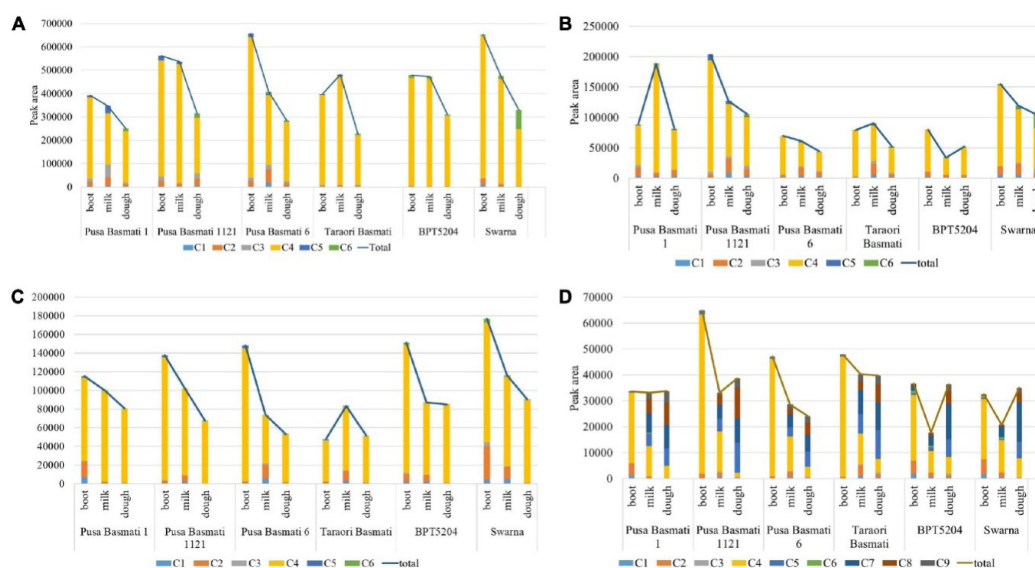 A
700000
600000
500000
400000
300000
200000
100000
0
Peak area
boot milk dough boot milk dough boot milk dough boot milk dough boot milk dough boot milk dough
Pusa Basmati 1 Pusa Basmati 1121 Pusa Basmati 6 Taraori Basmati BPT5204 Swarna
C1 C2 C3 C4 C5 C6 Total
B
250000
200000
150000
100000
50000
0
Peak area
boot milk dough boot milk dough boot milk dough boot milk dough boot milk dough boot milk
Pusa Basmati 1 Pusa Basmati 1121 Pusa Basmati 6 Taraori Basmati BPT5204 Swarna
C1 C2 C3 C4 C5 C6 total
C
200000
180000
160000
140000
120000
100000
80000
60000
40000
20000
0
boot milk dough boot milk dough boot milk dough boot milk dough boot milk dough boot milk dough
Pusa Basmati 1 Pusa Basmati 1121 Pusa Basmati 6 Taraori Basmati BPT5204 Swarna
C1 C2 C3 C4 C5 C6 total
D
70000
60000
50000
40000
30000
20000
10000
0
Peak area
boot milk dough boot milk dough boot milk dough boot milk dough boot milk dough boot milk dough
Pusa Basmati 1 Pusa Basmati 1121 Pusa Basmati 6 Taraori Basmati BPT5204 Swarna
C1 C2 C3 C4 C5 C6 C7 C8 C9 total